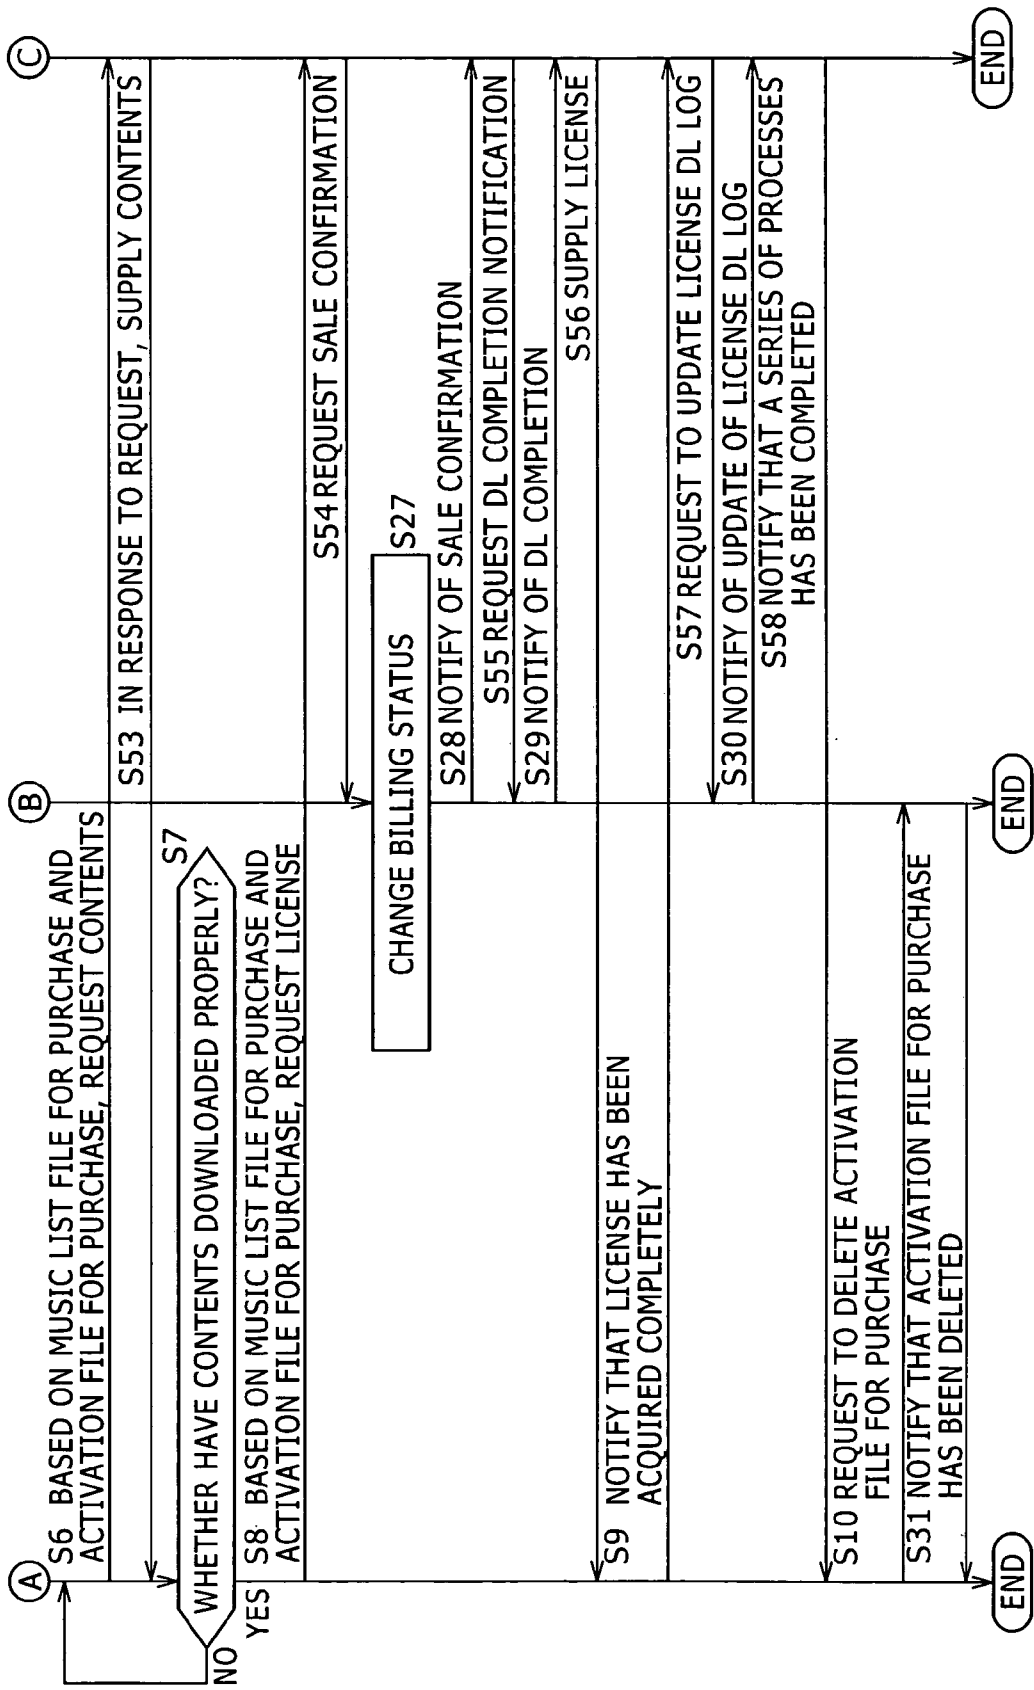 A
B
C
S6 BASED ON MUSIC LIST FILE FOR PURCHASE AND
ACTIVATION FILE FOR PURCHASE, REQUEST CONTENTS
S53 IN RESPONSE TO REQUEST, SUPPLY CONTENTS
S7
WHETHER HAVE CONTENTS DOWNLOADED PROPERLY?
NO
YES
S8 BASED ON MUSIC LIST FILE FOR PURCHASE AND
ACTIVATION FILE FOR PURCHASE, REQUEST LICENSE
S54 REQUEST SALE CONFIRMATION
S27
CHANGE BILLING STATUS
S28 NOTIFY OF SALE CONFIRMATION
S55 REQUEST DL COMPLETION NOTIFICATION
S29 NOTIFY OF DL COMPLETION
S56 SUPPLY LICENSE
S9 NOTIFY THAT LICENSE HAS BEEN
ACQUIRED COMPLETELY
S57 REQUEST TO UPDATE LICENSE DL LOG
S30 NOTIFY OF UPDATE OF LICENSE DL LOG
S58 NOTIFY THAT A SERIES OF PROCESSES
HAS BEEN COMPLETED
S10 REQUEST TO DELETE ACTIVATION
FILE FOR PURCHASE
S31 NOTIFY THAT ACTIVATION FILE FOR PURCHASE
HAS BEEN DELETED
END
END
END